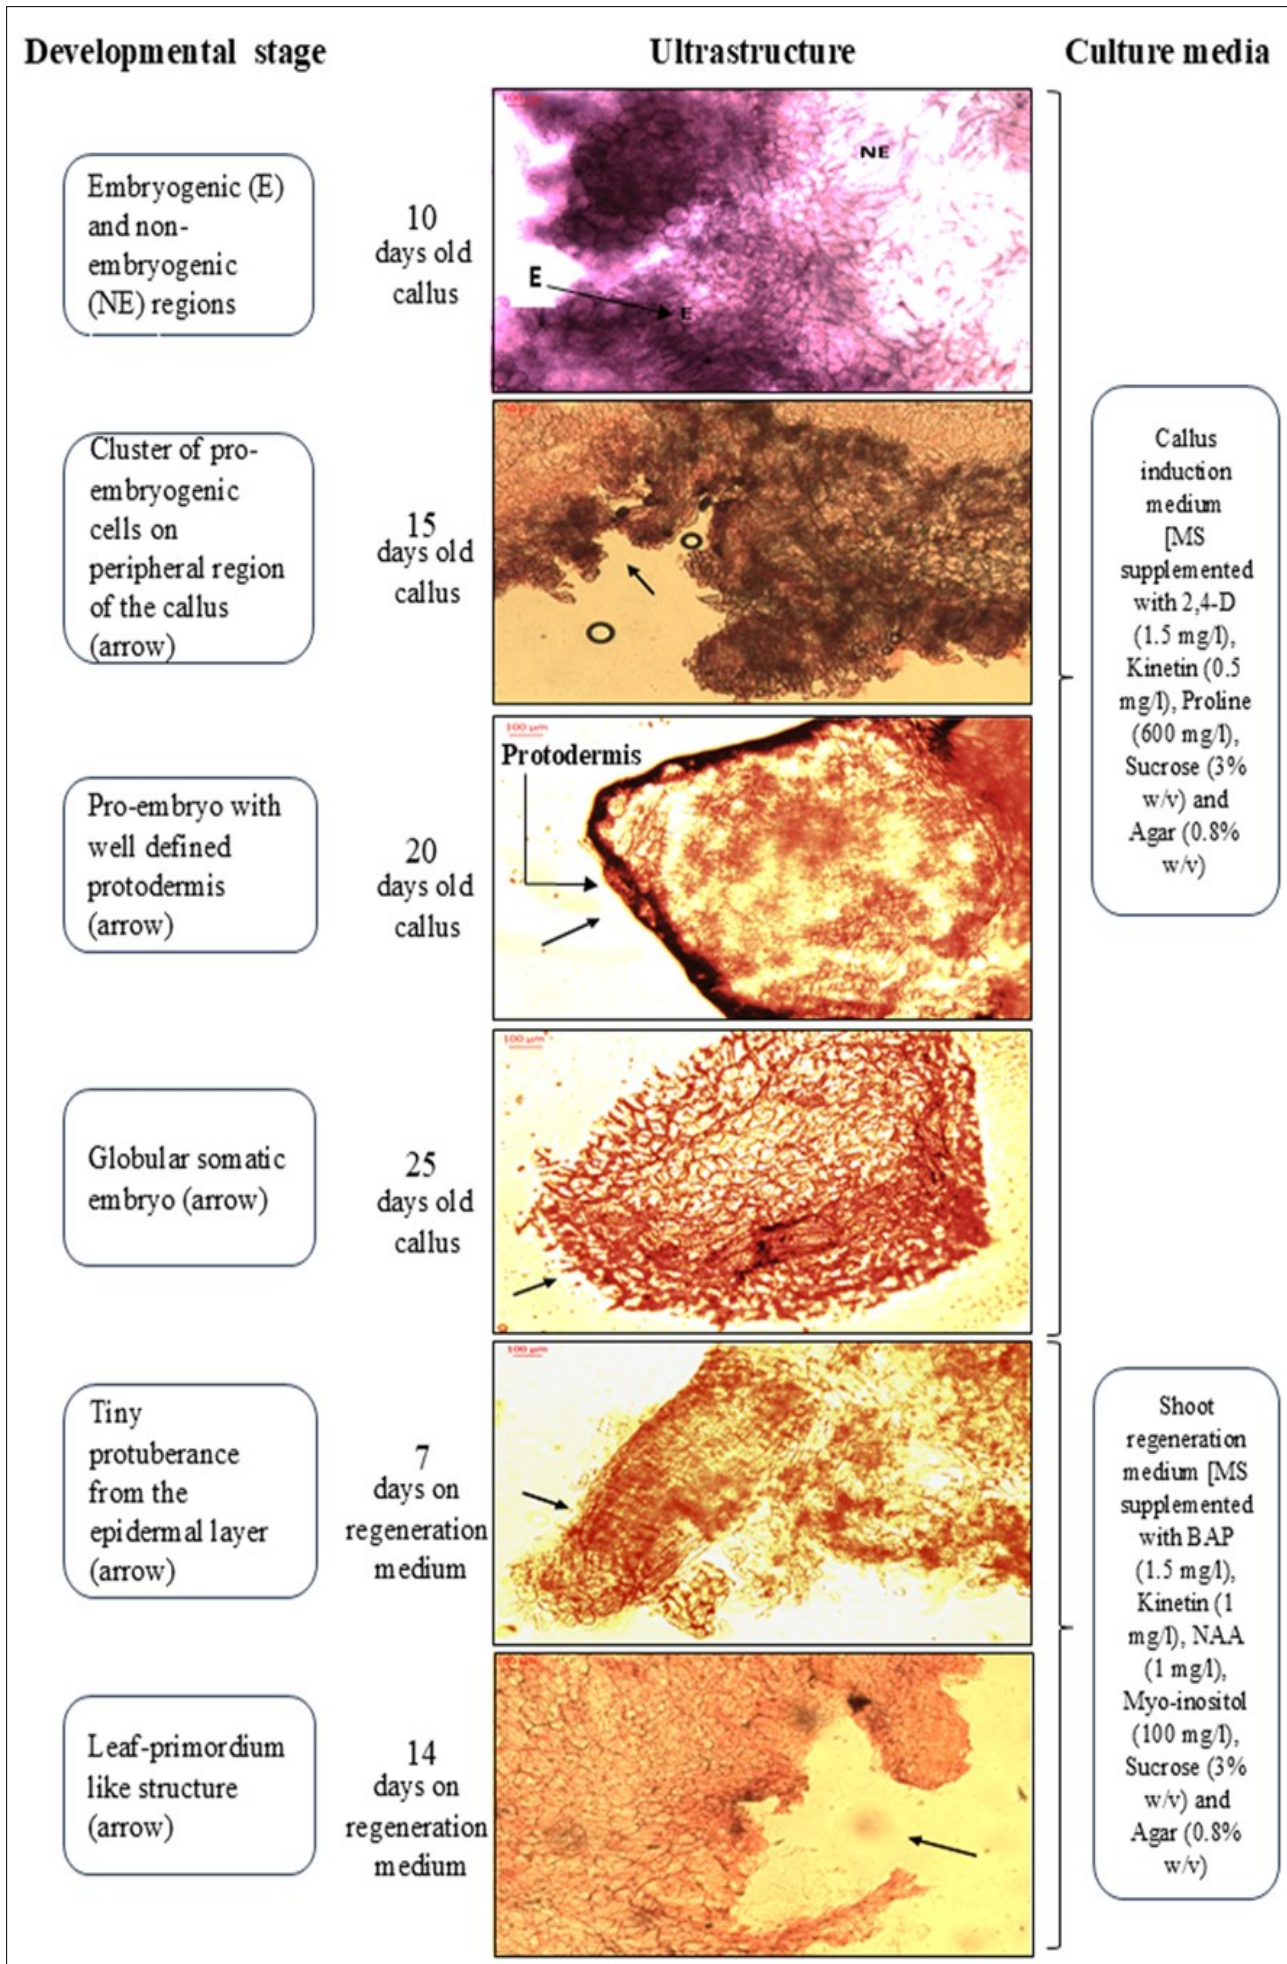 Developmental stage
Ultrastructure
Culture media
Embryogenic (E)
and non-
embryogenic
(NE) regions
10
days old
callus
100 µm
NE
E
E
Cluster of pro-
embryogenic
cells on
peripheral region
of the callus
(arrow)
15
days old
callus
Pro-embryo with
well defined
protodermis
(arrow)
20
days old
callus
100 µm
Protodermis
Globular somatic
embryo (arrow)
25
days old
callus
100 µm
Callus
induction
medium
[MS
supplemented
with 2,4-D
(1.5 mg/l),
Kinetin (0.5
mg/l), Proline
(600 mg/l),
Sucrose (3%
w/v) and
Agar (0.8%
w/v)
Tiny
protuberance
from the
epidermal layer
(arrow)
7
days on
regeneration
medium
100 µm
Leaf-primordium
like structure
(arrow)
14
days on
regeneration
medium
Shoot
regeneration
medium [MS
supplemented
with BAP
(1.5 mg/l),
Kinetin (1
mg/l), NAA
(1 mg/l),
Myo-inositol
(100 mg/l),
Sucrose (3%
w/v) and
Agar (0.8%
w/v)